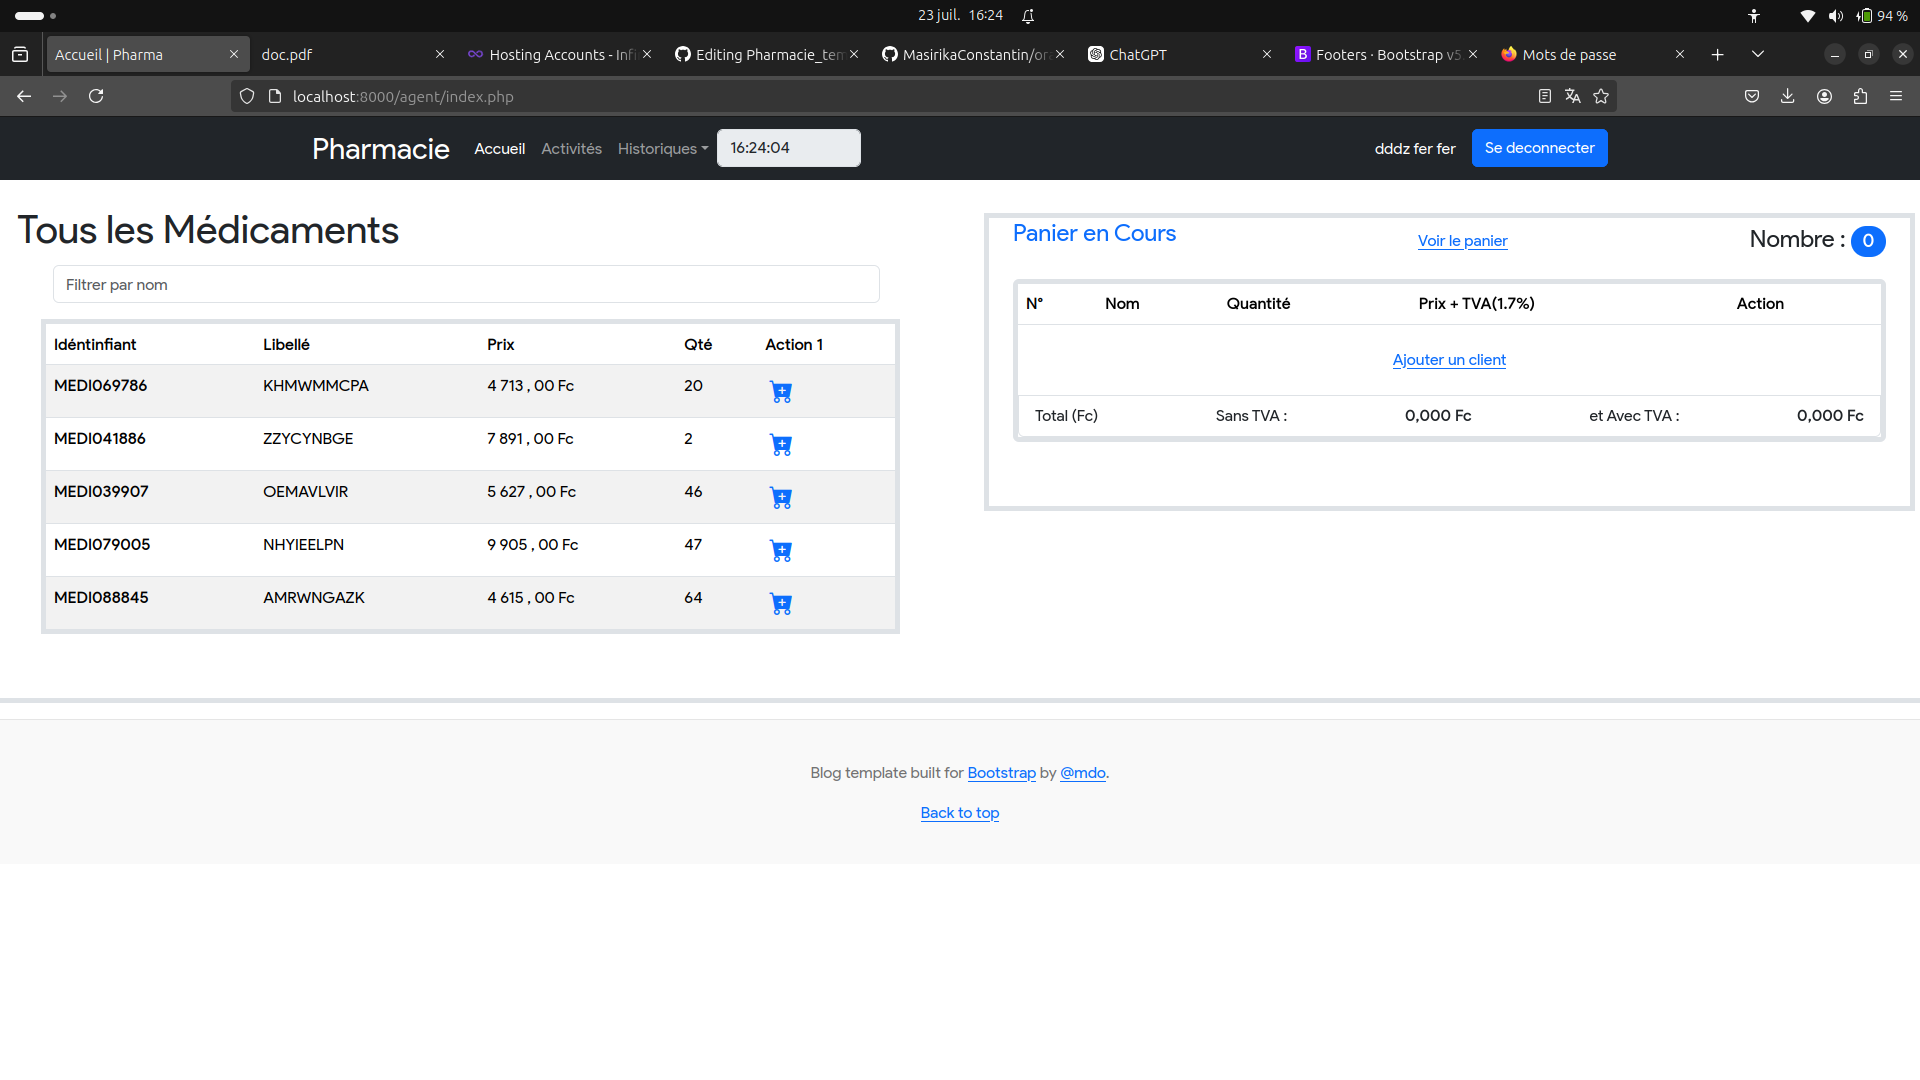 23 juil. 16:24
94 %
Accueil | Pharma
doc.pdf
Hosting Accounts - Infi
Editing Pharmacie_tem
MasirikaConstantin/or
ChatGPT
Footers · Bootstrap v5.
Mots de passe
localhost:8000/agent/index.php
Pharmacie Accueil Activités Historiques 16:24:04 dddz fer fer Se deconnecter
Tous les Médicaments
Filtrer par nom
Idéntinfiant Libellé Prix Qté Action 1
MEDI069786 KHMWMMCPA 4 713 , 00 Fc 20
MEDI041886 ZZYCYNBGE 7 891 , 00 Fc 2
MEDI039907 OEMAVLVIR 5 627 , 00 Fc 46
MEDI079005 NHYIEELPN 9 905 , 00 Fc 47
MEDI088845 AMRWNGAZK 4 615 , 00 Fc 64
Panier en Cours Voir le panier Nombre : 0
N° Nom Quantité Prix + TVA(1.7%) Action
Ajouter un client
Total (Fc) Sans TVA : 0,000 Fc et Avec TVA : 0,000 Fc
Blog template built for Bootstrap by @mdo.
Back to top